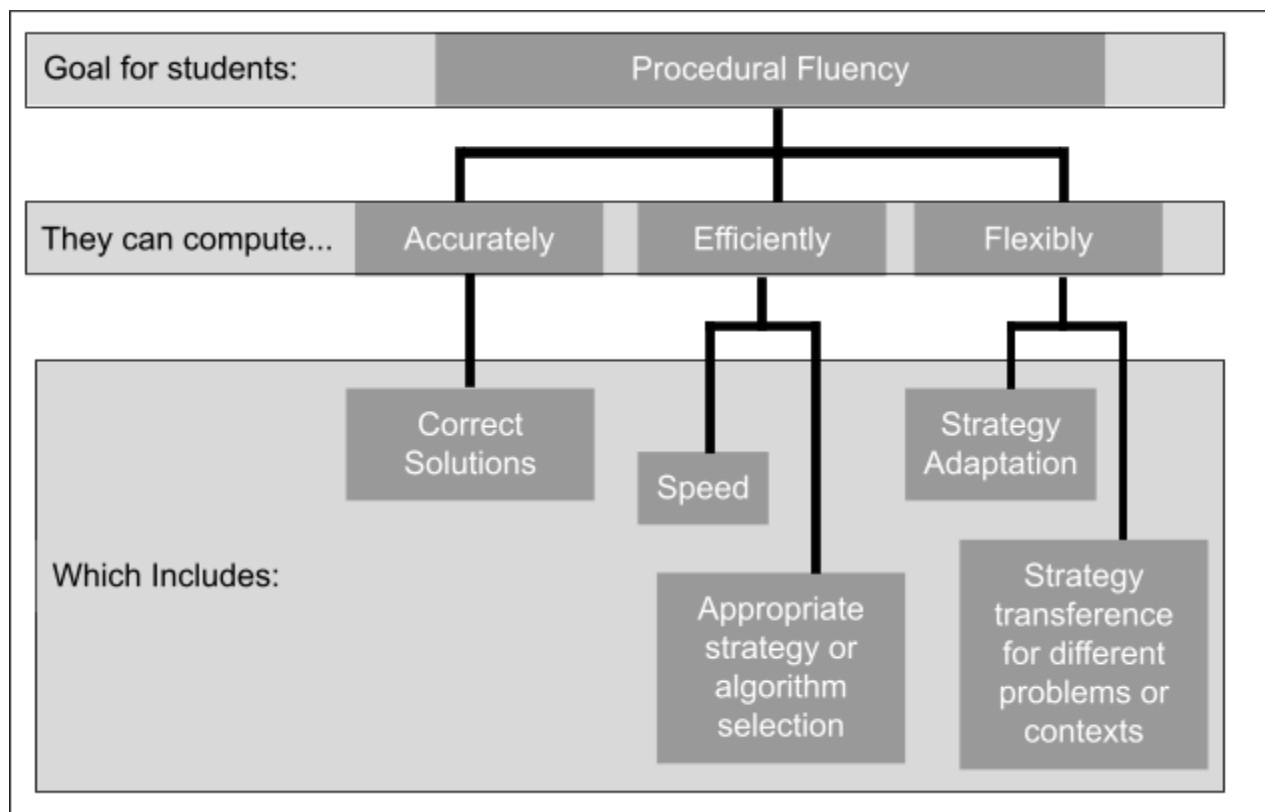 Goal for students:
Procedural Fluency
They can compute...
Accurately
Efficiently
Flexibly
Which Includes:
Correct
Solutions
Speed
Appropriate
strategy or
algorithm
selection
Strategy
Adaptation
Strategy
transference
for different
problems or
contexts